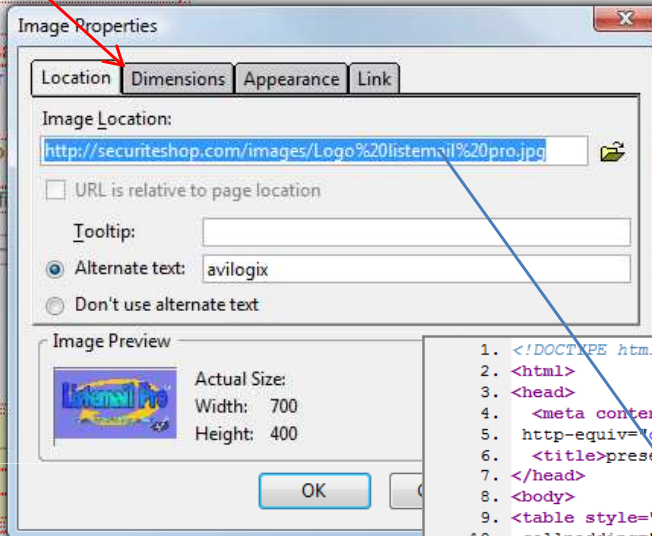 Image Properties
Location Dimensions Appearance Link
Image Location:
http://securiteshop.com/images/Logo%20listemail%20pro.jpg
URL is relative to page location
Tooltip:
Alternate text: avilogix
Don't use alternate text
Image Preview
Listemail Pro
Actual Size:
Width: 700
Height: 400
OK
1. <!DOCTYPE htm
2. <html>
3. <head>
4. <meta conten
5. http-equiv="
6. <title>prese
7. </head>
8. <body>
9. <table style="